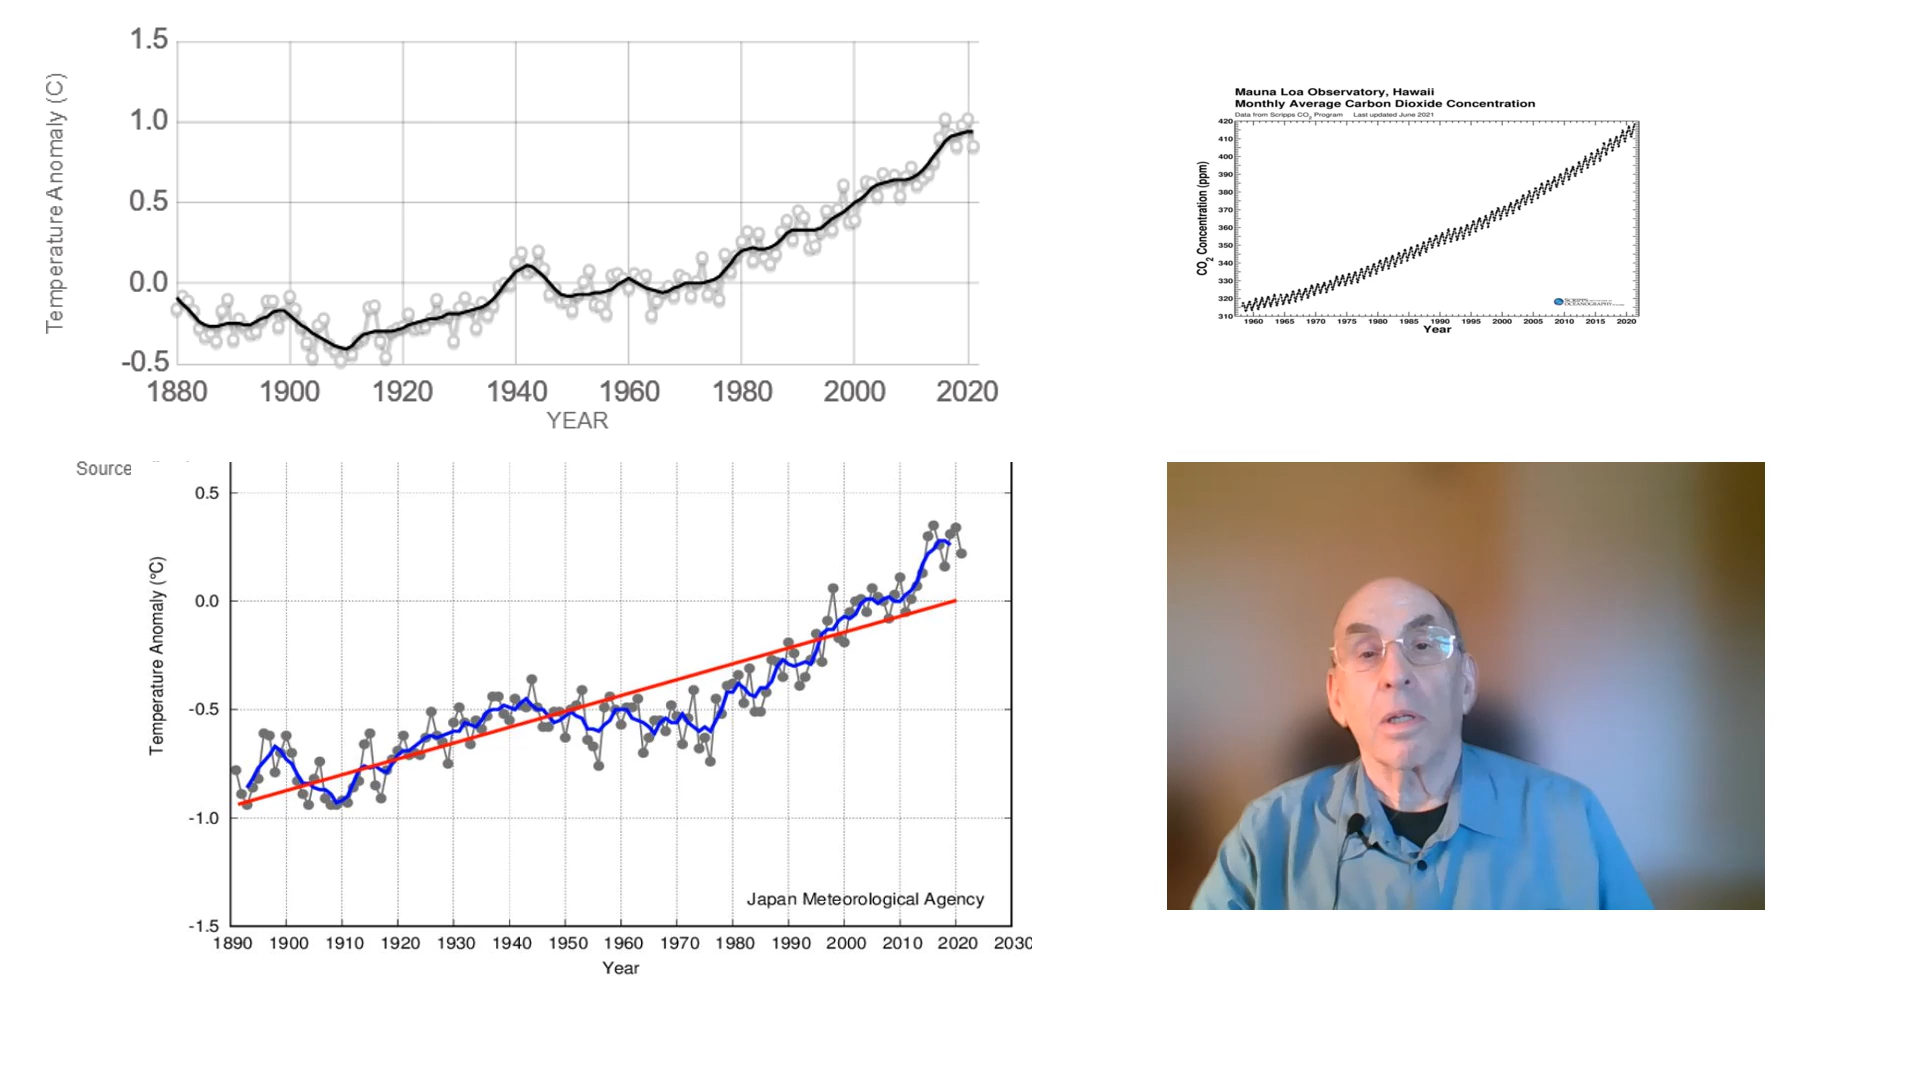 1.5
1.0
0.5
0.0
-0.5
Temperature Anomaly (C)
1880 1900 1920 1940 1960 1980 2000 2020
YEAR
Mauna Loa Observatory, Hawaii
Monthly Average Carbon Dioxide Concentration
Data from Scripps CO2 Program Last updated June 2021
420
410
400
390
380
370
360
350
340
330
320
310
CO2 Concentration (ppm)
SCRIPPS
OCEANOGRAPHY
1960 1965 1970 1975 1980 1985 1990 1995 2000 2005 2010 2015 2020
Year
Source
0.5
0.0
-0.5
-1.0
-1.5
Temperature Anomaly (°C)
Japan Meteorological Agency
1890 1900 1910 1920 1930 1940 1950 1960 1970 1980 1990 2000 2010 2020 2030
Year